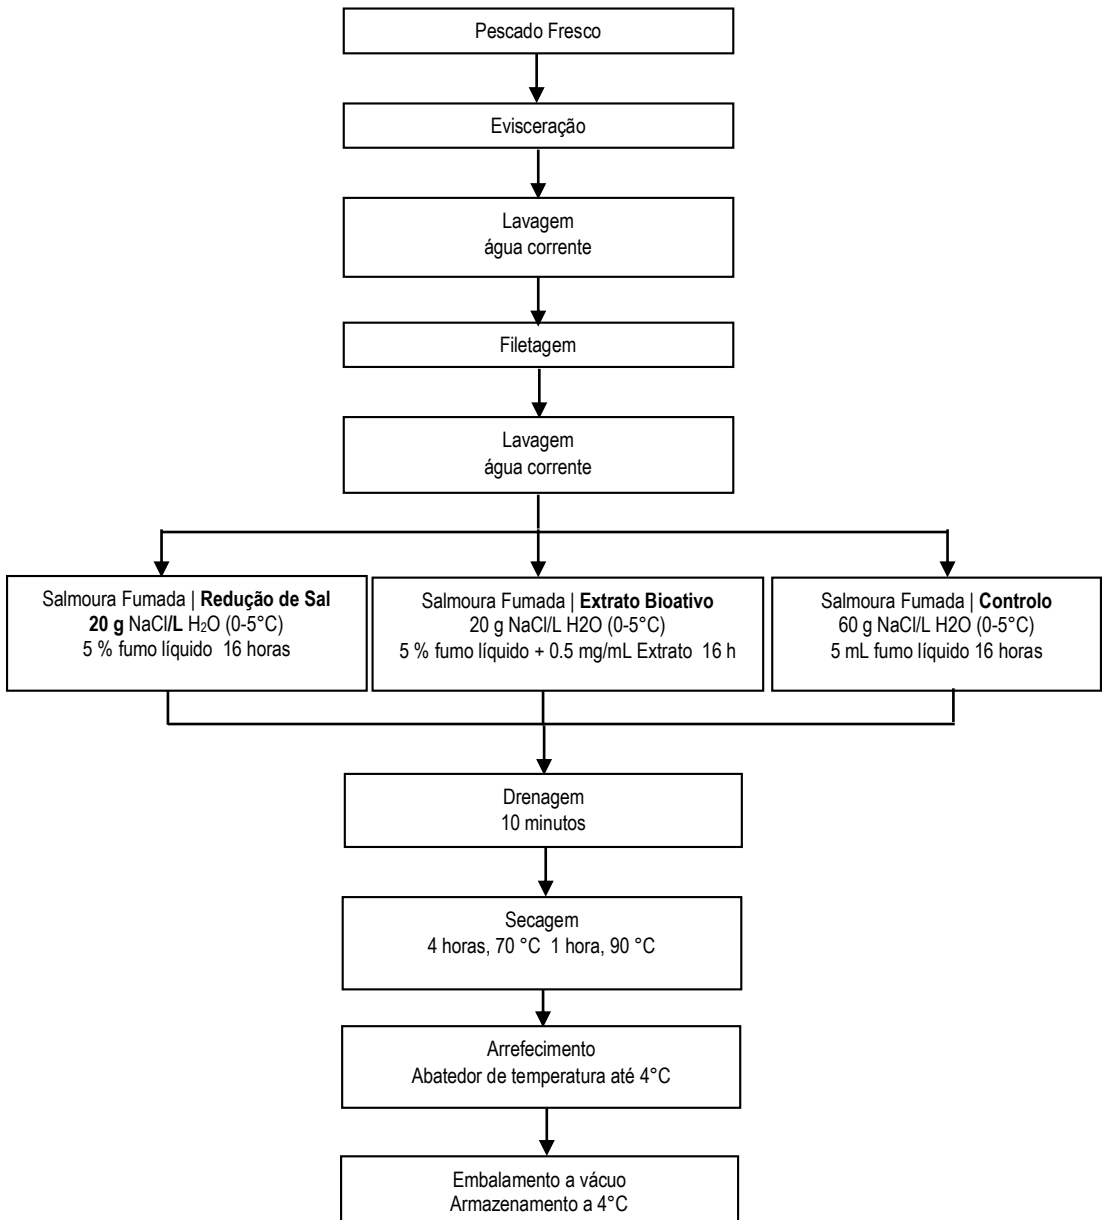 Pescado Fresco
Evisceração
Lavagem
água corrente
Filetagem
Lavagem
água corrente
Salmoura Fumada | Redução de Sal
20 g NaCl/L H₂O (0-5°C)
5 % fumo líquido 16 horas
Salmoura Fumada | Extrato Bioativo
20 g NaCl/L H2O (0-5°C)
5 % fumo líquido + 0.5 mg/mL Extrato 16 h
Salmoura Fumada | Controlo
60 g NaCl/L H2O (0-5°C)
5 mL fumo líquido 16 horas
Drenagem
10 minutos
Secagem
4 horas, 70 °C 1 hora, 90 °C
Arrefecimento
Abatedor de temperatura até 4°C
Embalamento a vácuo
Armazenamento a 4°C